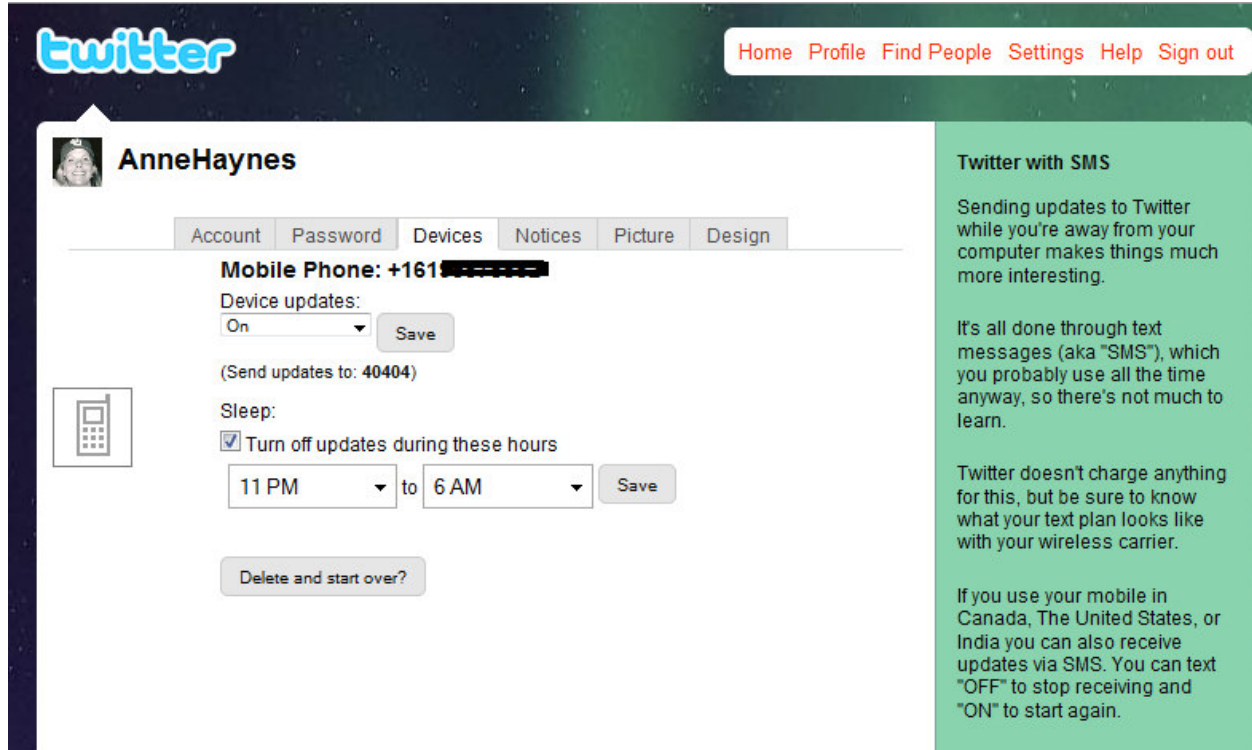 twitter
Home Profile Find People Settings Help Sign out
AnneHaynes
Account Password Devices Notices Picture Design
Mobile Phone: +161
Device updates:
On Save
(Send updates to: 40404)
Sleep:
Turn off updates during these hours
11 PM to 6 AM Save
Delete and start over?
Twitter with SMS
Sending updates to Twitter
while you're away from your
computer makes things much
more interesting.
It's all done through text
messages (aka "SMS"), which
you probably use all the time
anyway, so there's not much to
learn.
Twitter doesn't charge anything
for this, but be sure to know
what your text plan looks like
with your wireless carrier.
If you use your mobile in
Canada, The United States, or
India you can also receive
updates via SMS. You can text
"OFF" to stop receiving and
"ON" to start again.